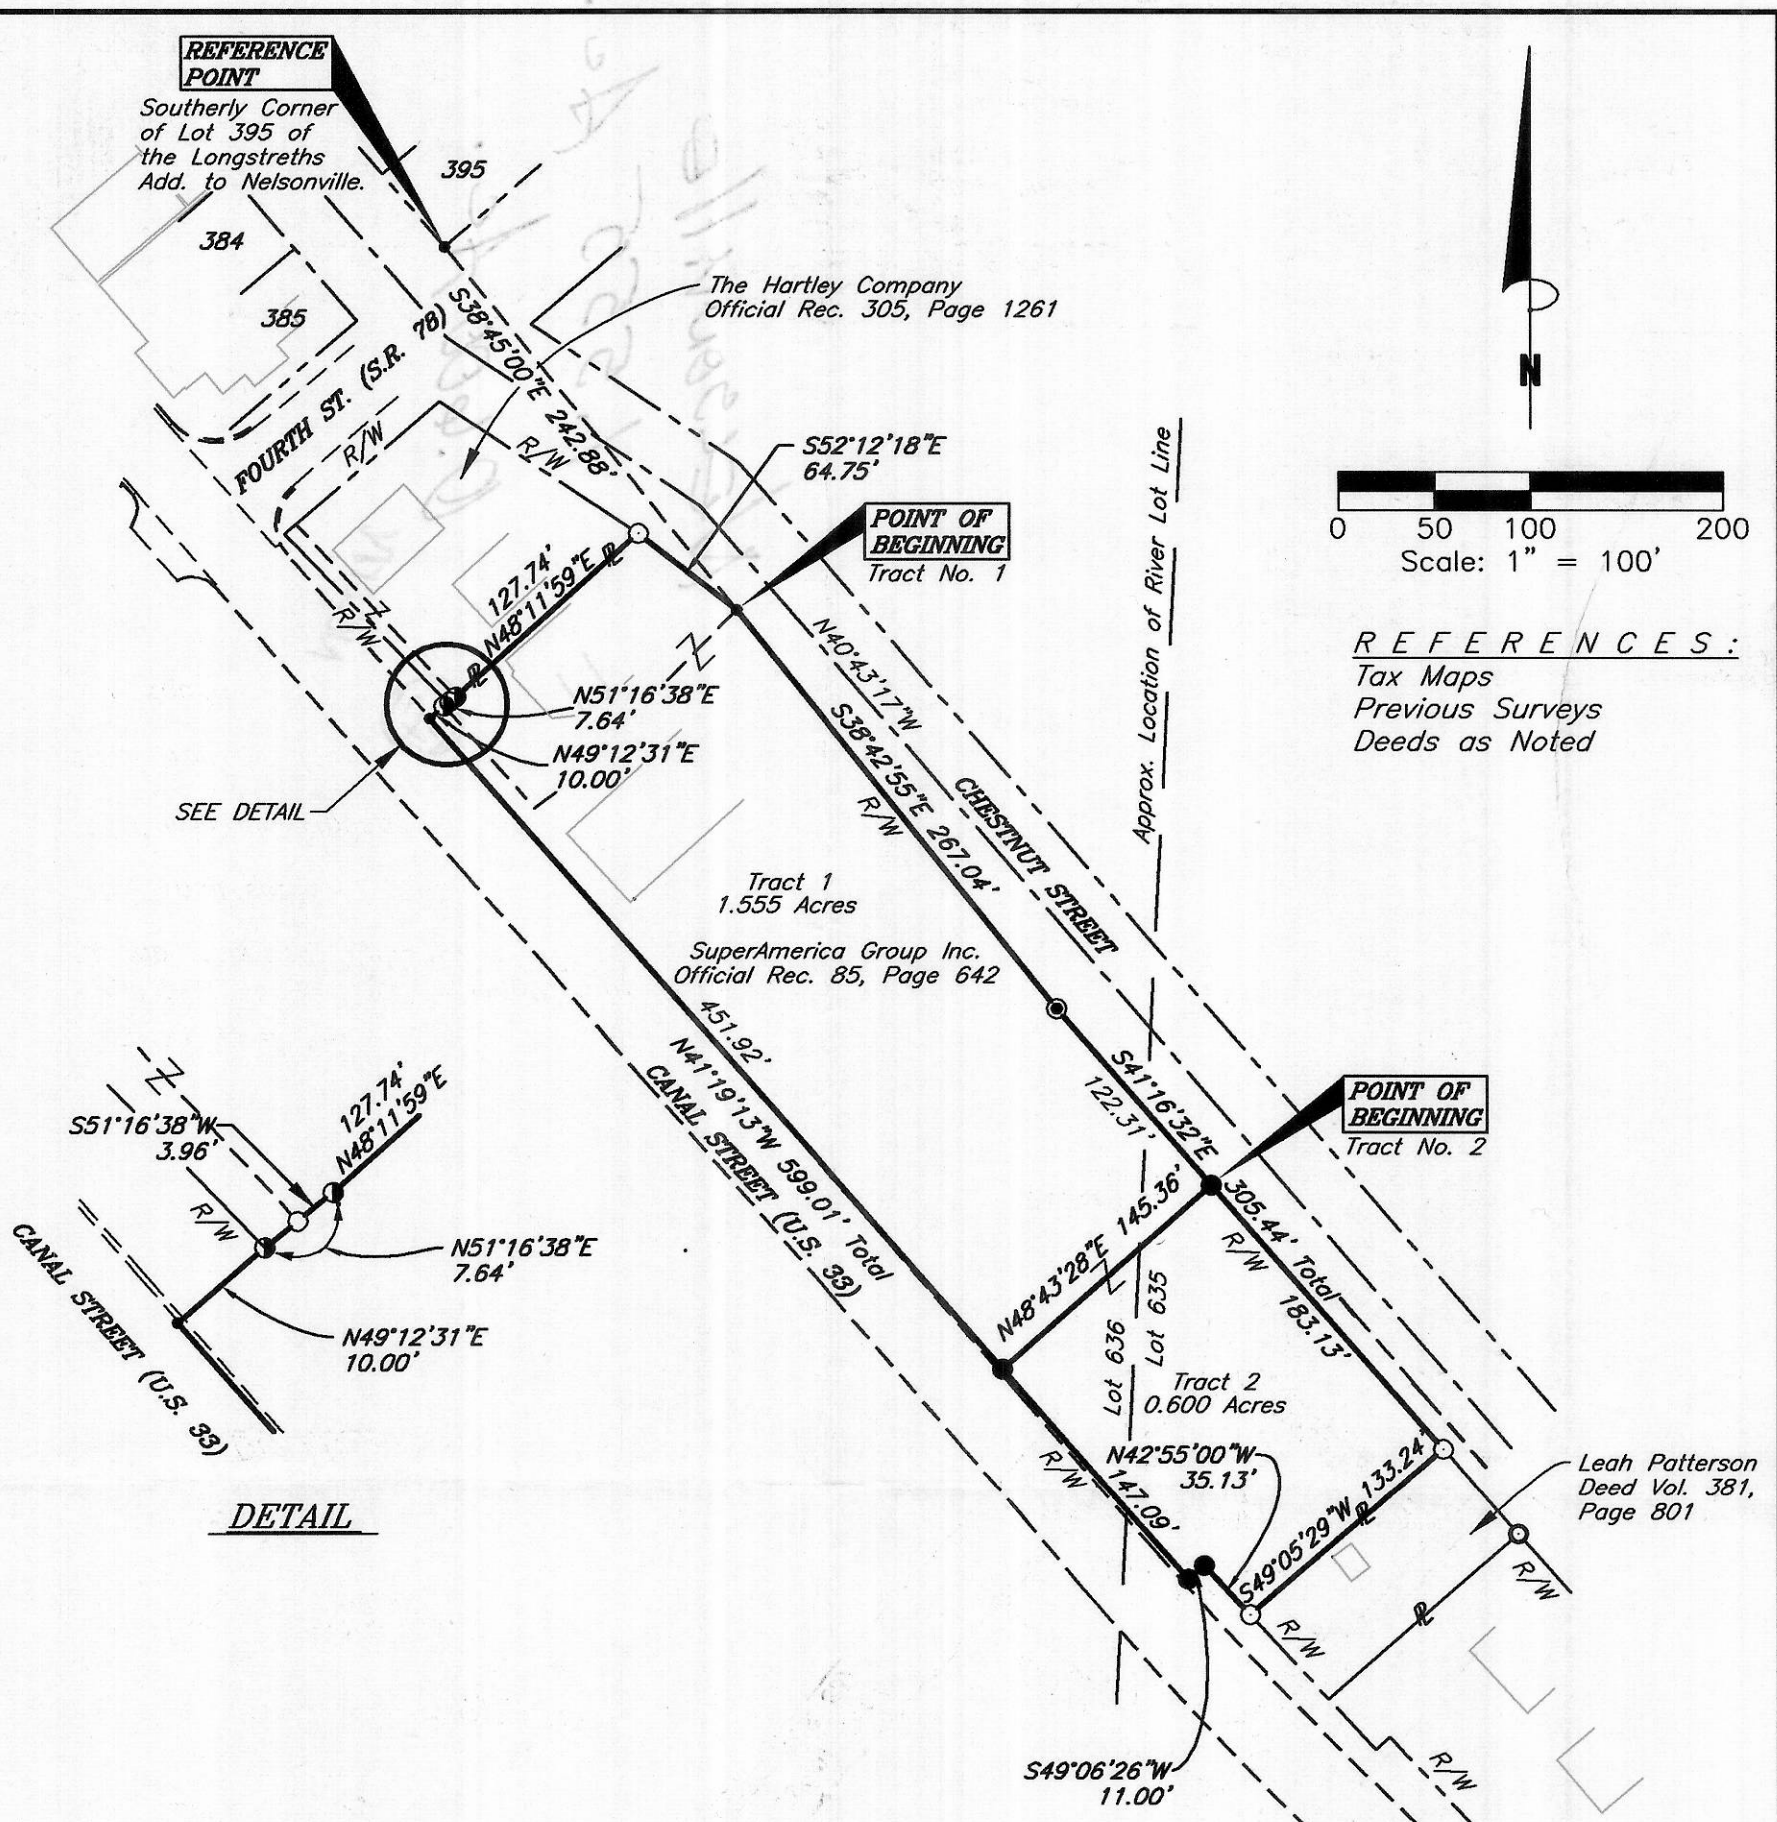 REFERENCE
POINT
Southerly Corner
of Lot 395 of
the Longstreths
Add. to Nelsonville.
395
384
385
FOURTH ST. (S.R. 78)
R/W
S38°45'00"E 242.88'
R/W
The Hartley Company
Official Rec. 305, Page 1261
S52°12'18"E
64.75'
POINT OF
BEGINNING
Tract No. 1
N
0 50 100 200
Scale: 1" = 100'
REFERENCES:
Tax Maps
Previous Surveys
Deeds as Noted
Approx. Location of River Lot Line
127.74'
N48°11'59"E
R/W
N51°16'38"E
7.64'
N49°12'31"E
10.00'
SEE DETAIL
N40°43'17"W
S38°42'55"E 267.04'
R/W
CHESTNUT STREET
Tract 1
1.555 Acres
SuperAmerica Group Inc.
Official Rec. 85, Page 642
451.92'
N41°19'13"W 599.01' Total
CANAL STREET (U.S. 33)
S41°16'32"E
122.31'
POINT OF
BEGINNING
Tract No. 2
305.44' Total
R/W
183.13'
N48°43'28"E 145.36'
Lot 636
Lot 635
Tract 2
0.600 Acres
N42°55'00"W
35.13'
R/W
147.09'
S49°05'29"W 133.24'
Leah Patterson
Deed Vol. 381,
Page 801
R/W
R/W
R/W
S49°06'26"W
11.00'
127.74'
N48°11'59"E
S51°16'38"W
3.96'
R/W
N51°16'38"E
7.64'
N49°12'31"E
10.00'
CANAL STREET (U.S. 33)
DETAIL